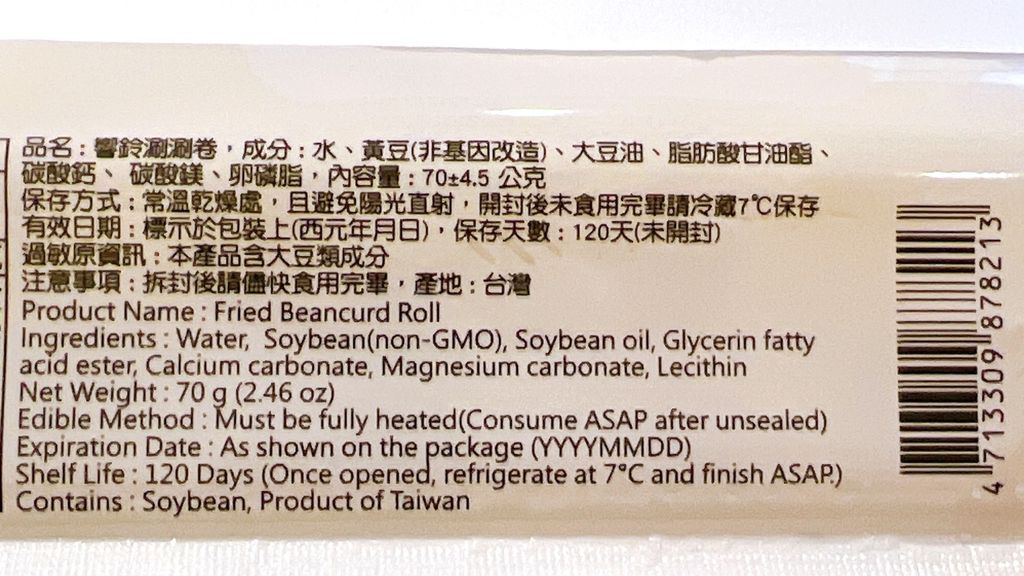 品名：響鈴涮涮卷，成分：水、黃豆(非基因改造)、大豆油、脂肪酸甘油酯、
碳酸鈣、碳酸鎂、卵磷脂，內容量：70±4.5 公克
保存方式：常溫乾燥處，且避免陽光直射，開封後未食用完畢請冷藏7℃保存
有效日期：標示於包裝上(西元年月日)，保存天數：120天(未開封)
過敏原資訊：本產品含大豆類成分
注意事項：拆封後請儘快食用完畢，產地：台灣
Product Name : Fried Beancurd Roll
Ingredients : Water, Soybean(non-GMO), Soybean oil, Glycerin fatty
acid ester, Calcium carbonate, Magnesium carbonate, Lecithin
Net Weight : 70 g (2.46 oz)
Edible Method : Must be fully heated(Consume ASAP after unsealed)
Expiration Date : As shown on the package (YYYYMMDD)
Shelf Life : 120 Days (Once opened, refrigerate at 7°C and finish ASAP.)
Contains : Soybean, Product of Taiwan
4 713309 878213